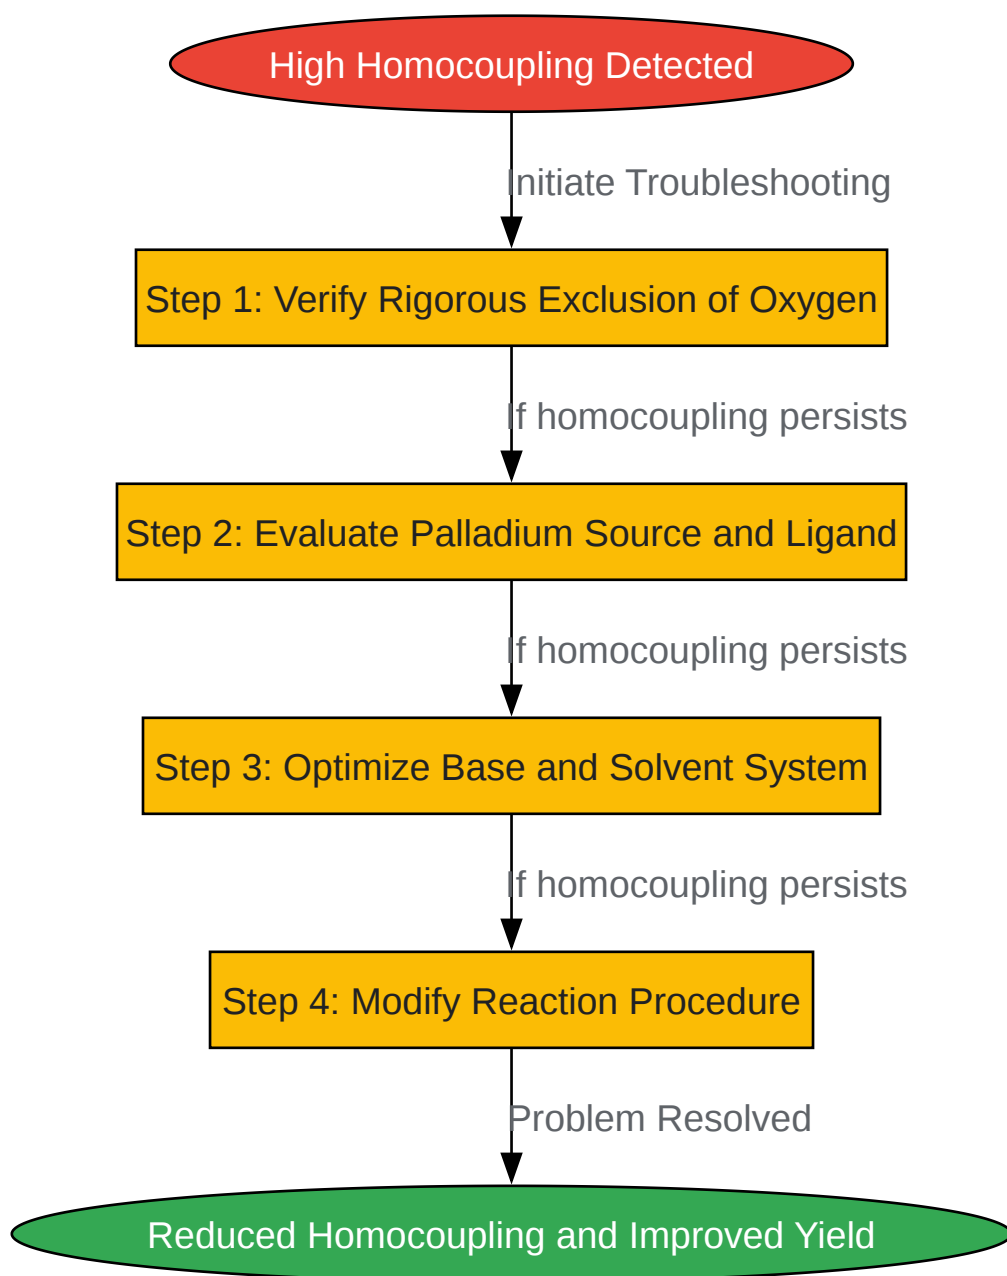 High Homocoupling Detected
Initiate Troubleshooting
Step 1: Verify Rigorous Exclusion of Oxygen
If homocoupling persists
Step 2: Evaluate Palladium Source and Ligand
If homocoupling persists
Step 3: Optimize Base and Solvent System
If homocoupling persists
Step 4: Modify Reaction Procedure
Problem Resolved
Reduced Homocoupling and Improved Yield